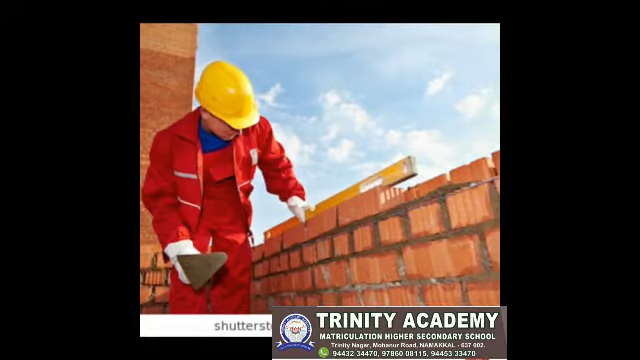 shutterst
TRINITY ACADEMY
MATRICULATION HIGHER SECONDARY SCHOOL
Trinity Nagar, Mohanur Road, NAMAKKAL - 637 002.
94432 34470, 97860 08115, 94453 33470